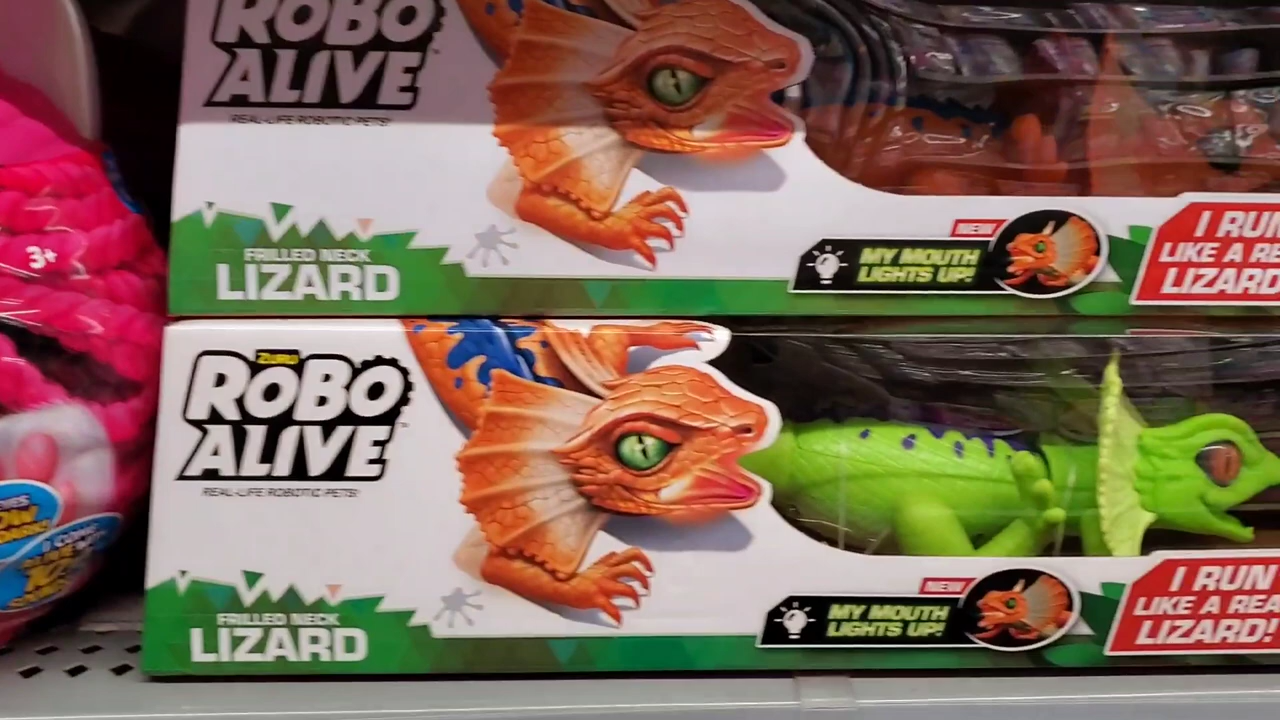 ROBO
ALIVE
REAL-LIFE ROBOTIC PETS!
FRILLED NECK
LIZARD
NEW
MY MOUTH
LIGHTS UP!
I RUN
LIKE A RE
LIZARD
3+
ZURU
ROBO
ALIVE
REAL-LIFE ROBOTIC PETS!
FRILLED NECK
LIZARD
NEW
MY MOUTH
LIGHTS UP!
I RUN
LIKE A REA
LIZARD!